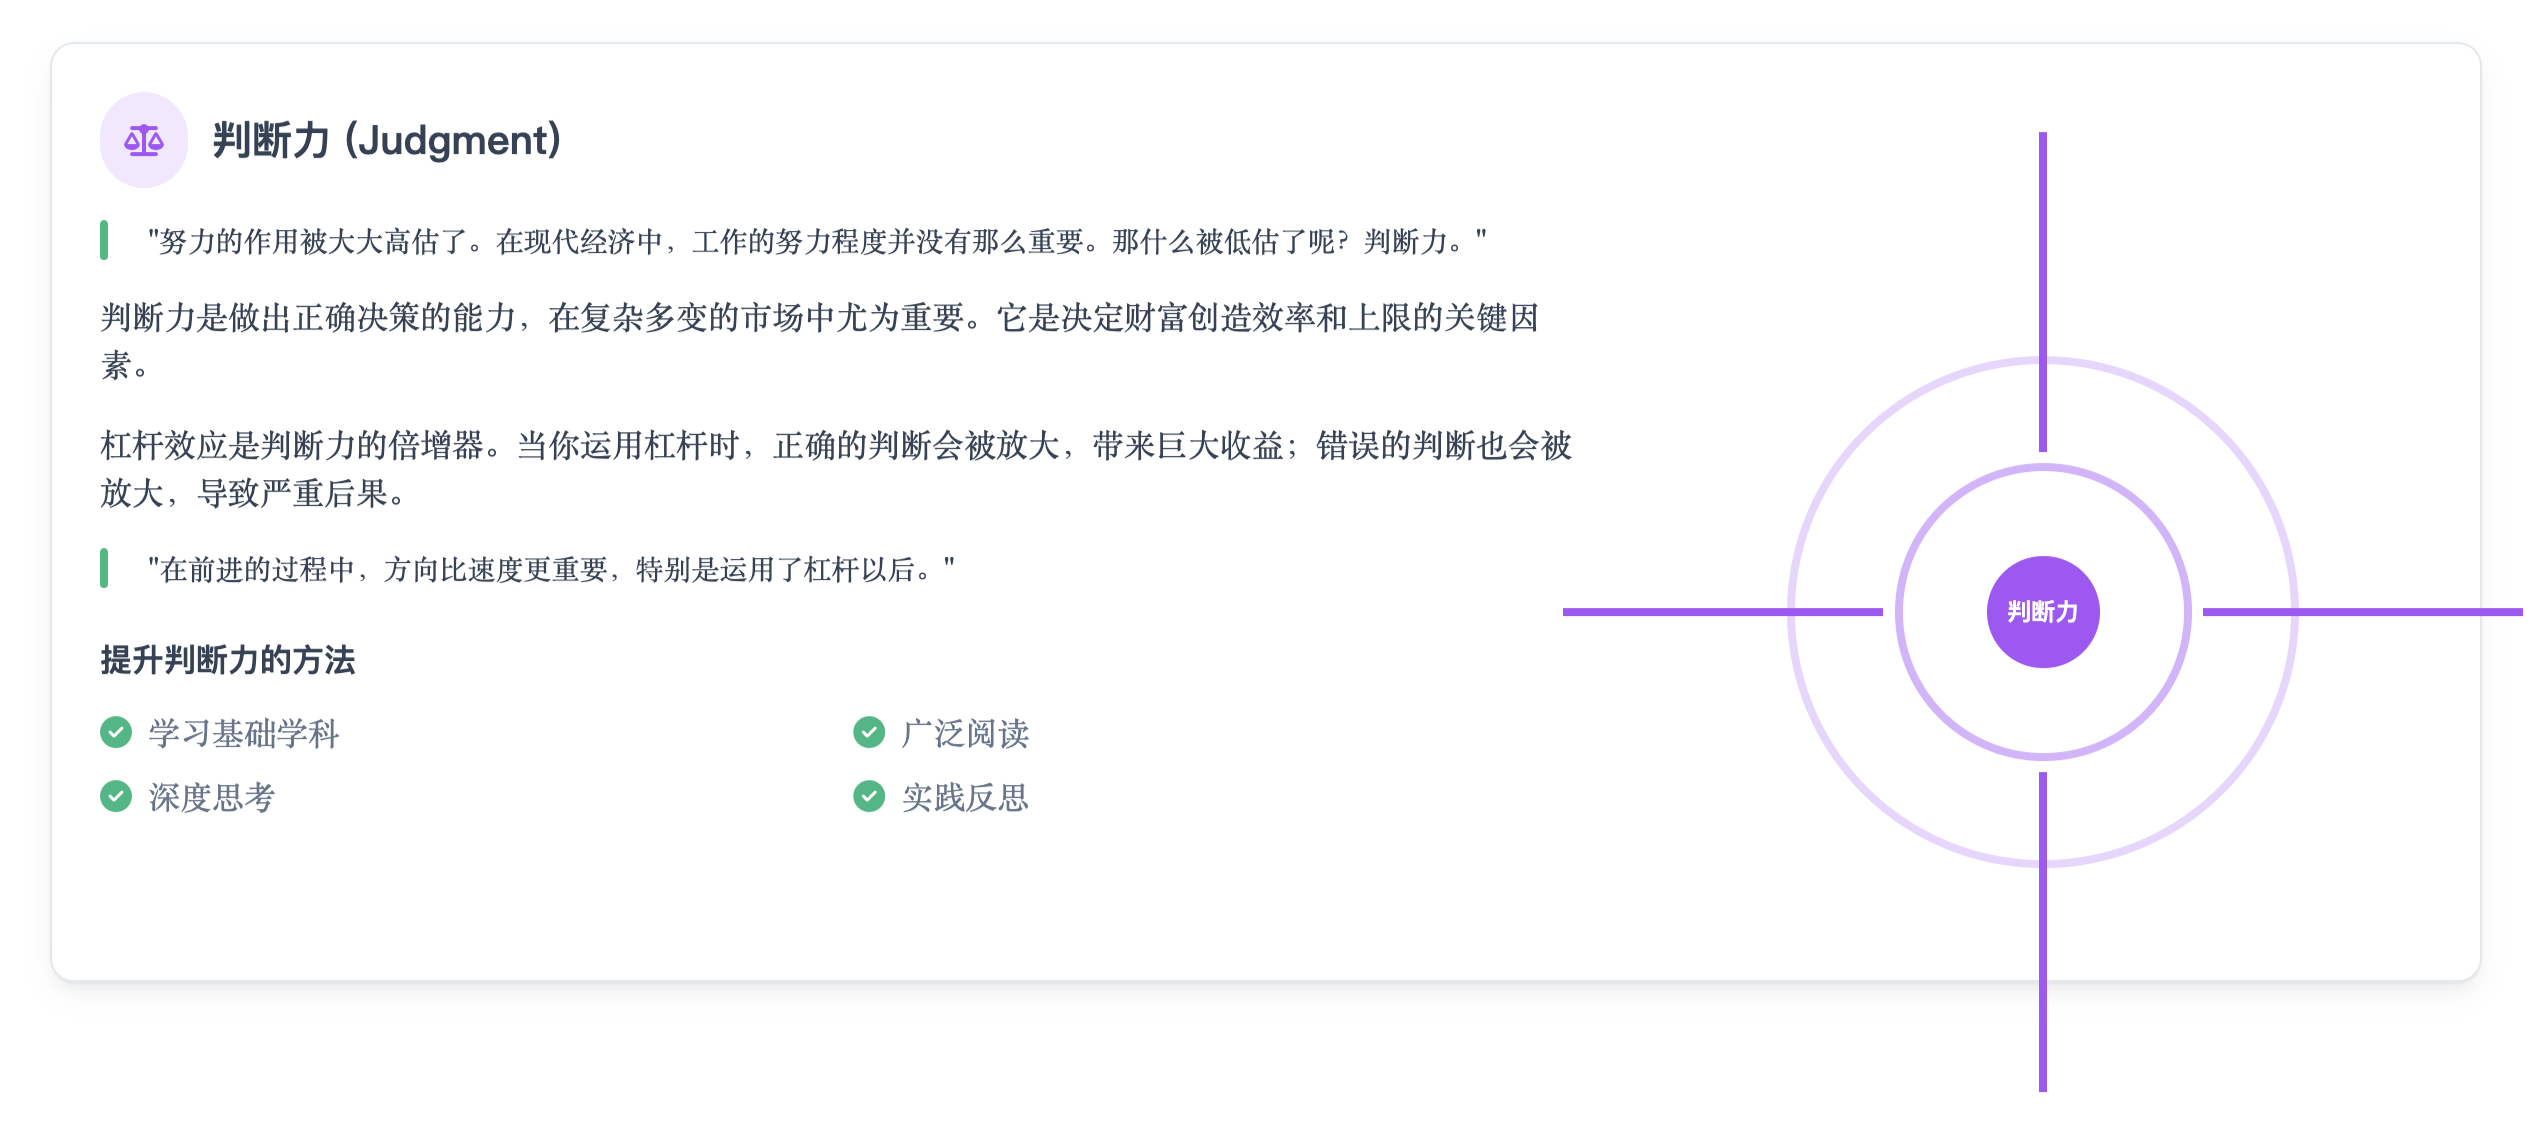 判断力 (Judgment)
"努力的作用被大大高估了。在现代经济中，工作的努力程度并没有那么重要。那什么被低估了呢？判断力。"
判断力是做出正确决策的能力，在复杂多变的市场中尤为重要。它是决定财富创造效率和上限的关键因
素。
杠杆效应是判断力的倍增器。当你运用杠杆时，正确的判断会被放大，带来巨大收益；错误的判断也会被
放大，导致严重后果。
"在前进的过程中，方向比速度更重要，特别是运用了杠杆以后。"
提升判断力的方法
学习基础学科
广泛阅读
深度思考
实践反思
判断力